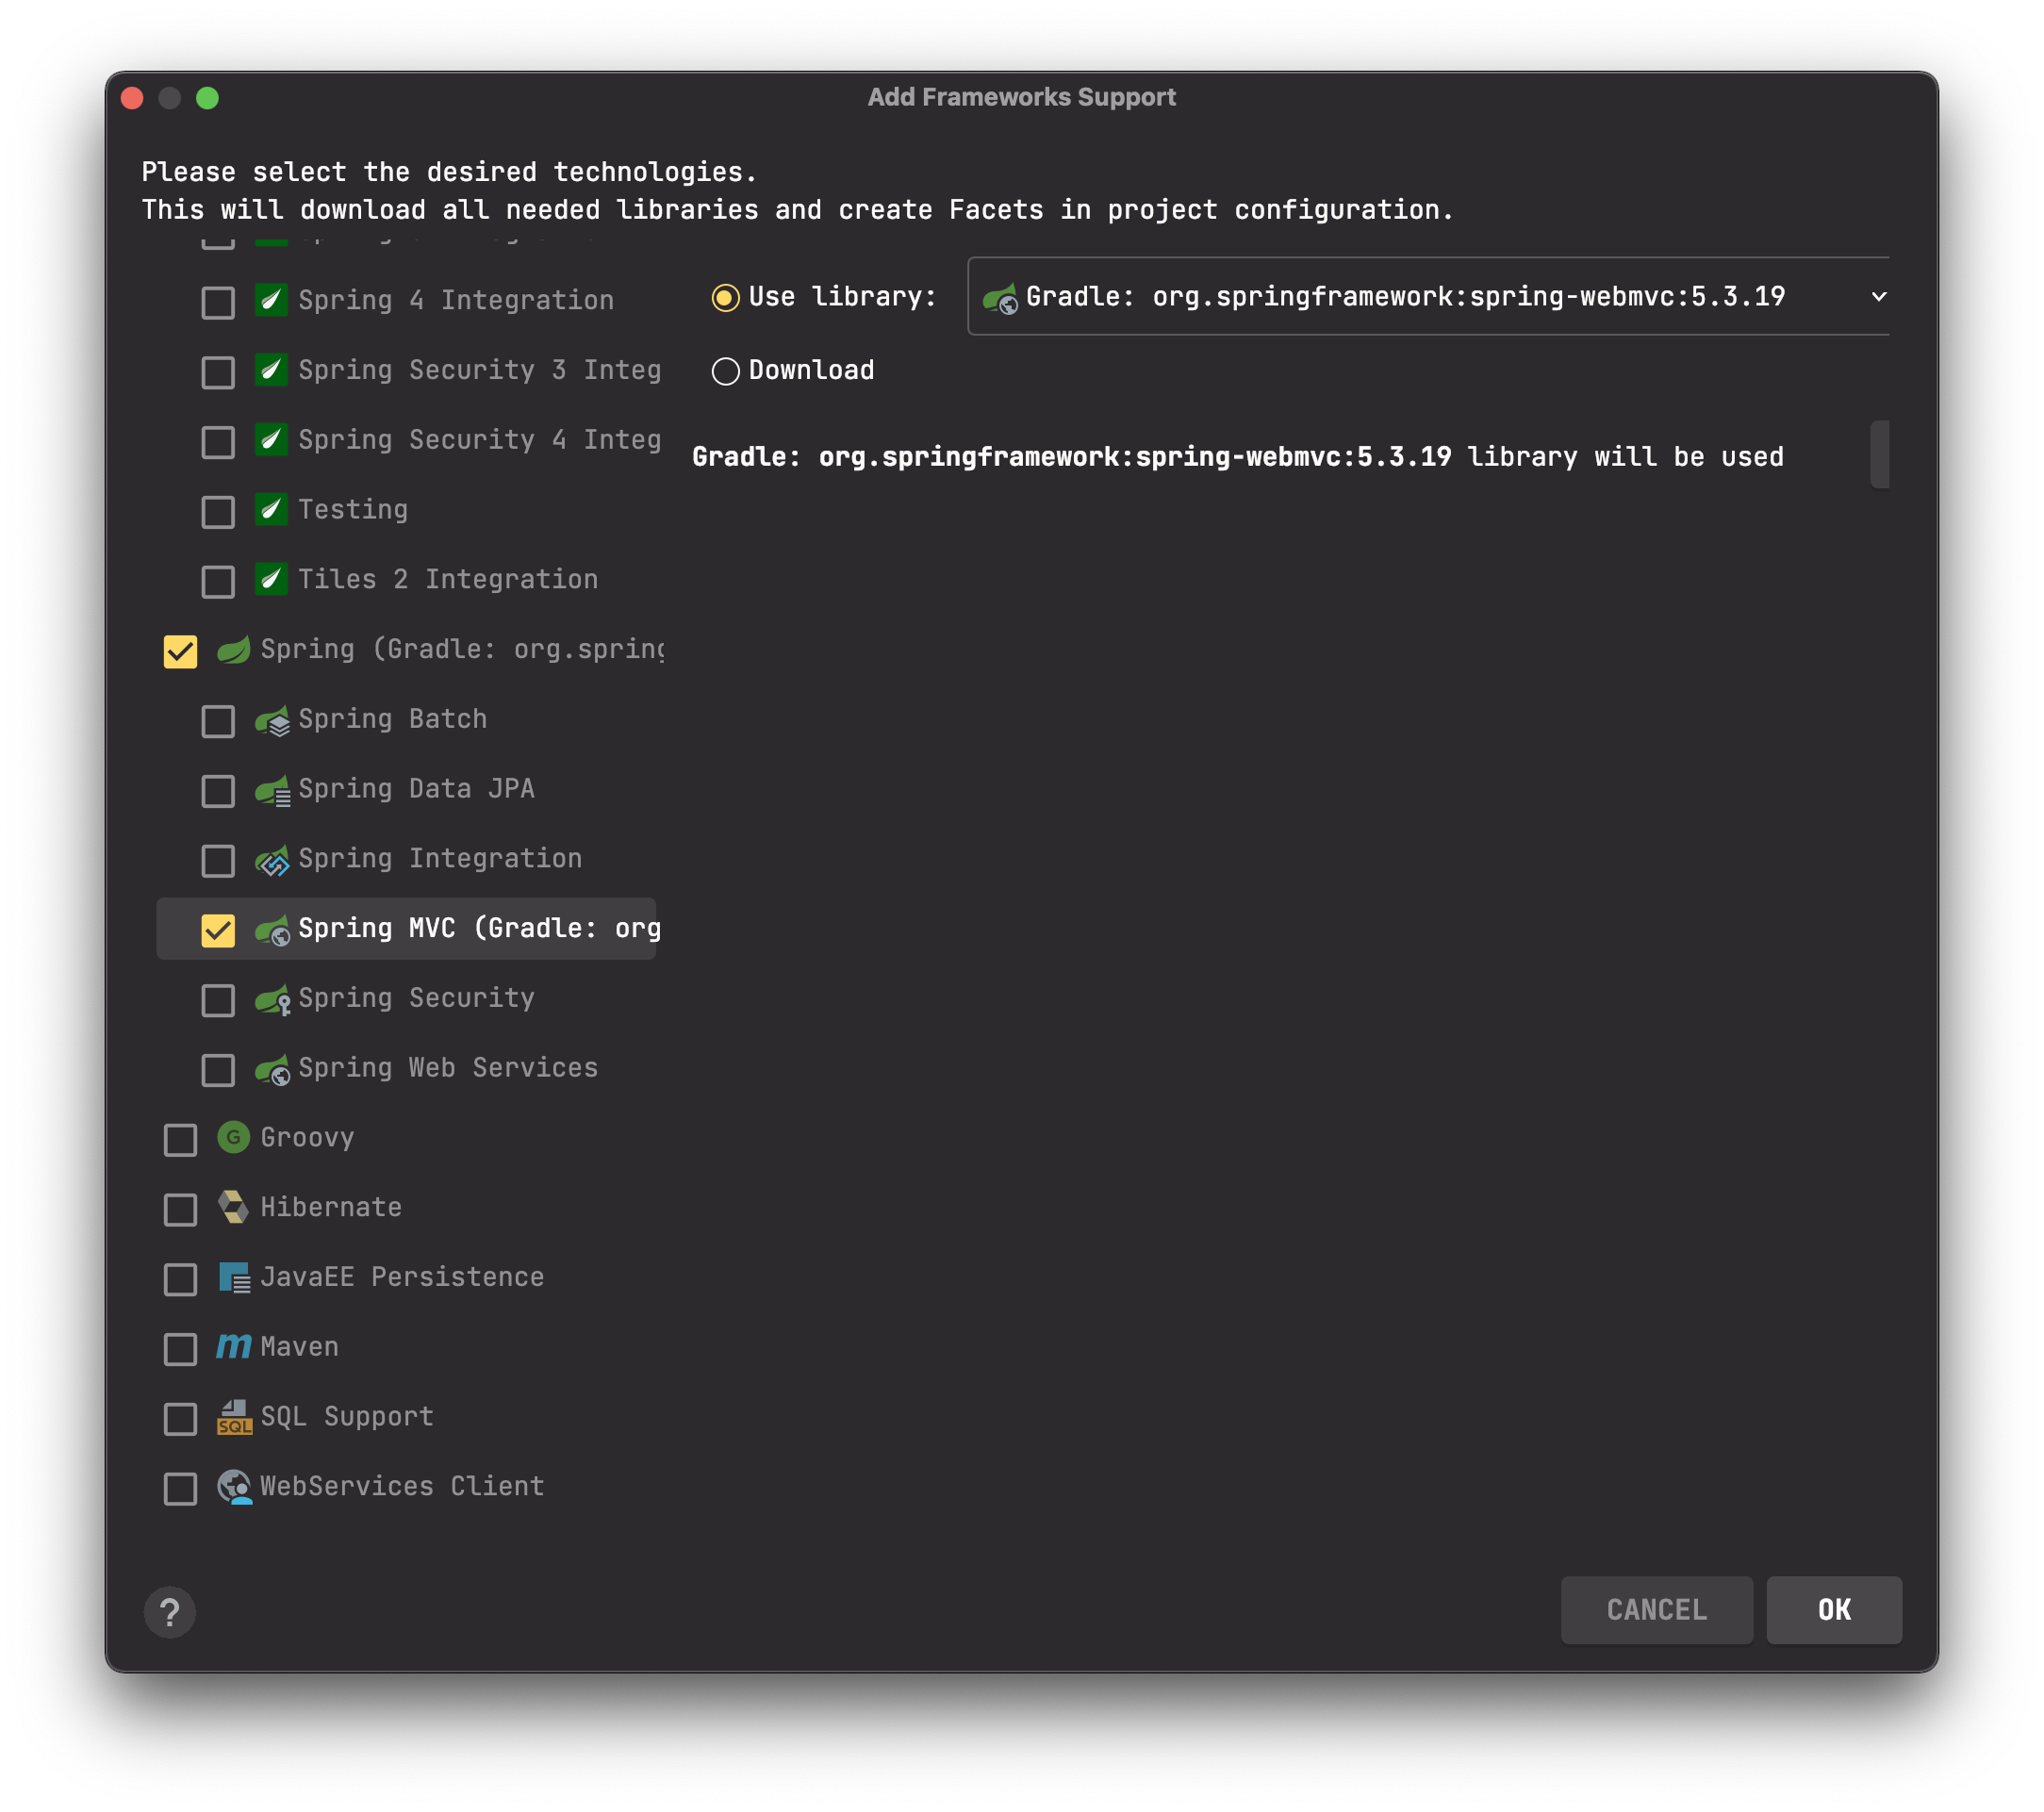 Add Frameworks Support
Please select the desired technologies.
This will download all needed libraries and create Facets in project configuration.
Spring 4 Integration
Spring Security 3 Integ
Spring Security 4 Integ
Testing
Tiles 2 Integration
Spring (Gradle: org.spring
Spring Batch
Spring Data JPA
Spring Integration
Spring MVC (Gradle: org
Spring Security
Spring Web Services
G Groovy
Hibernate
JavaEE Persistence
m Maven
SQL SQL Support
WebServices Client
Use library: Gradle: org.springframework:spring-webmvc:5.3.19
Download
Gradle: org.springframework:spring-webmvc:5.3.19 library will be used
?
CANCEL
OK